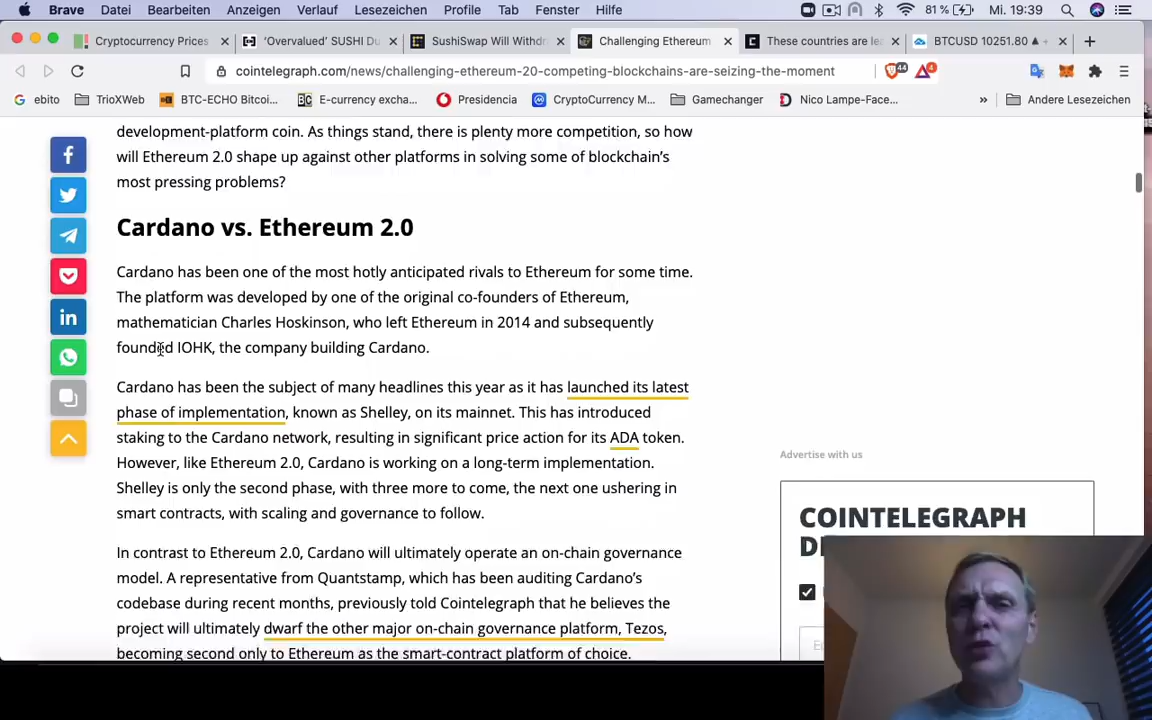 Brave Datei Bearbeiten Anzeigen Verlauf Lesezeichen Profile Tab Fenster Hilfe 81 % Mi. 19:39
Cryptocurrency Prices 'Overvalued' SUSHI Du SushiSwap Will Withdr Challenging Ethereum These countries are lea BTCUSD 10251.80
cointelegraph.com/news/challenging-ethereum-20-competing-blockchains-are-seizing-the-moment 44 4
ebito TrioXWeb BTC-ECHO Bitcoi... E-currency excha... Presidencia CryptoCurrency M... Gamechanger Nico Lampe-Face... » Andere Lesezeichen
development-platform coin. As things stand, there is plenty more competition, so how
will Ethereum 2.0 shape up against other platforms in solving some of blockchain's
most pressing problems?
Cardano vs. Ethereum 2.0
Cardano has been one of the most hotly anticipated rivals to Ethereum for some time.
The platform was developed by one of the original co-founders of Ethereum,
mathematician Charles Hoskinson, who left Ethereum in 2014 and subsequently
founded IOHK, the company building Cardano.
Cardano has been the subject of many headlines this year as it has launched its latest
phase of implementation, known as Shelley, on its mainnet. This has introduced
staking to the Cardano network, resulting in significant price action for its ADA token.
However, like Ethereum 2.0, Cardano is working on a long-term implementation.
Shelley is only the second phase, with three more to come, the next one ushering in
smart contracts, with scaling and governance to follow.
In contrast to Ethereum 2.0, Cardano will ultimately operate an on-chain governance
model. A representative from Quantstamp, which has been auditing Cardano's
codebase during recent months, previously told Cointelegraph that he believes the
project will ultimately dwarf the other major on-chain governance platform, Tezos,
becoming second only to Ethereum as the smart-contract platform of choice.
Advertise with us
COINTELEGRAPH